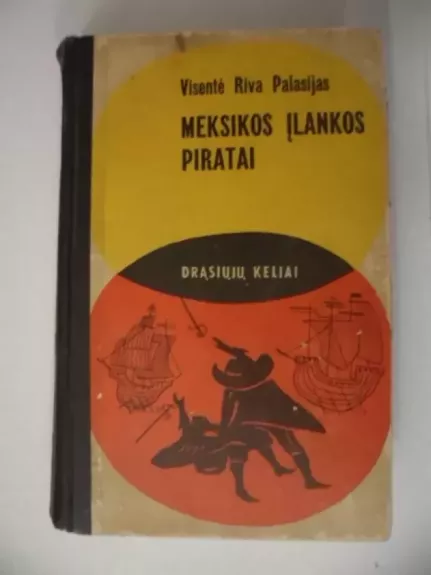 Visentė Riva Palasijas
MEKSIKOS ĮLANKOS
PIRATAI
DRĄSIŲJŲ KELIAI